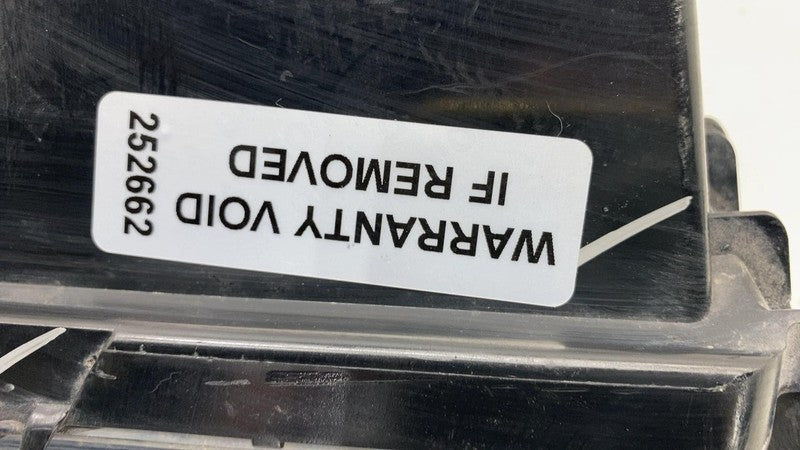 WARRANTY VOID
IF REMOVED
252662